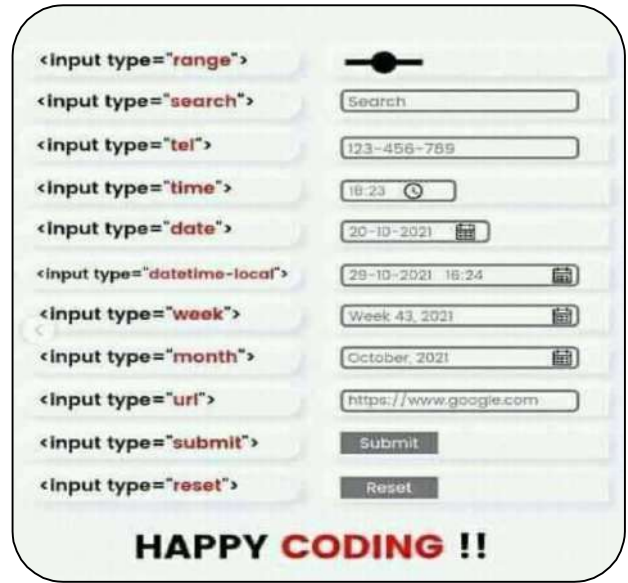 <input type="range">
<input type="search"> Search
<input type="tel"> 123-456-789
<input type="time"> 18:23
<input type="date"> 20-10-2021
<input type="datetime-local"> 29-10-2021 16:24
<input type="week"> Week 43, 2021
<input type="month"> October, 2021
<input type="url"> https://www.google.com
<input type="submit"> Submit
<input type="reset"> Reset
HAPPY CODING !!